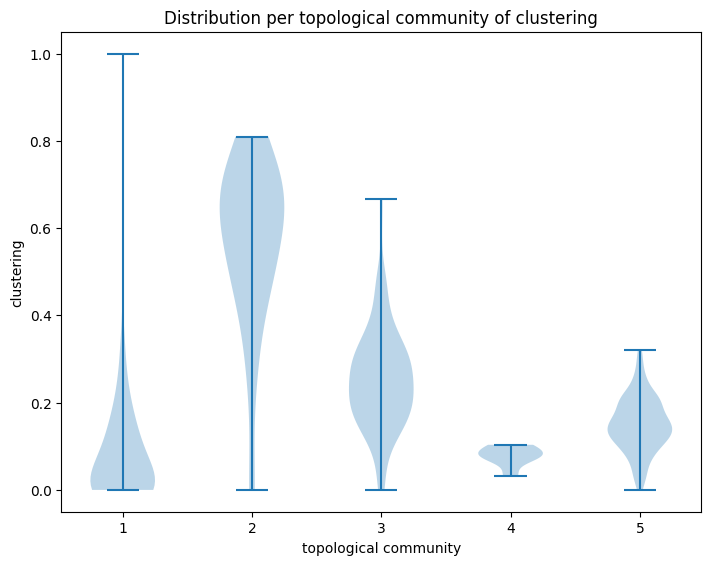 Distribution per topological community of clustering
1.0
0.8
0.6
0.4
0.2
0.0
clustering
1 2 3 4 5
topological community